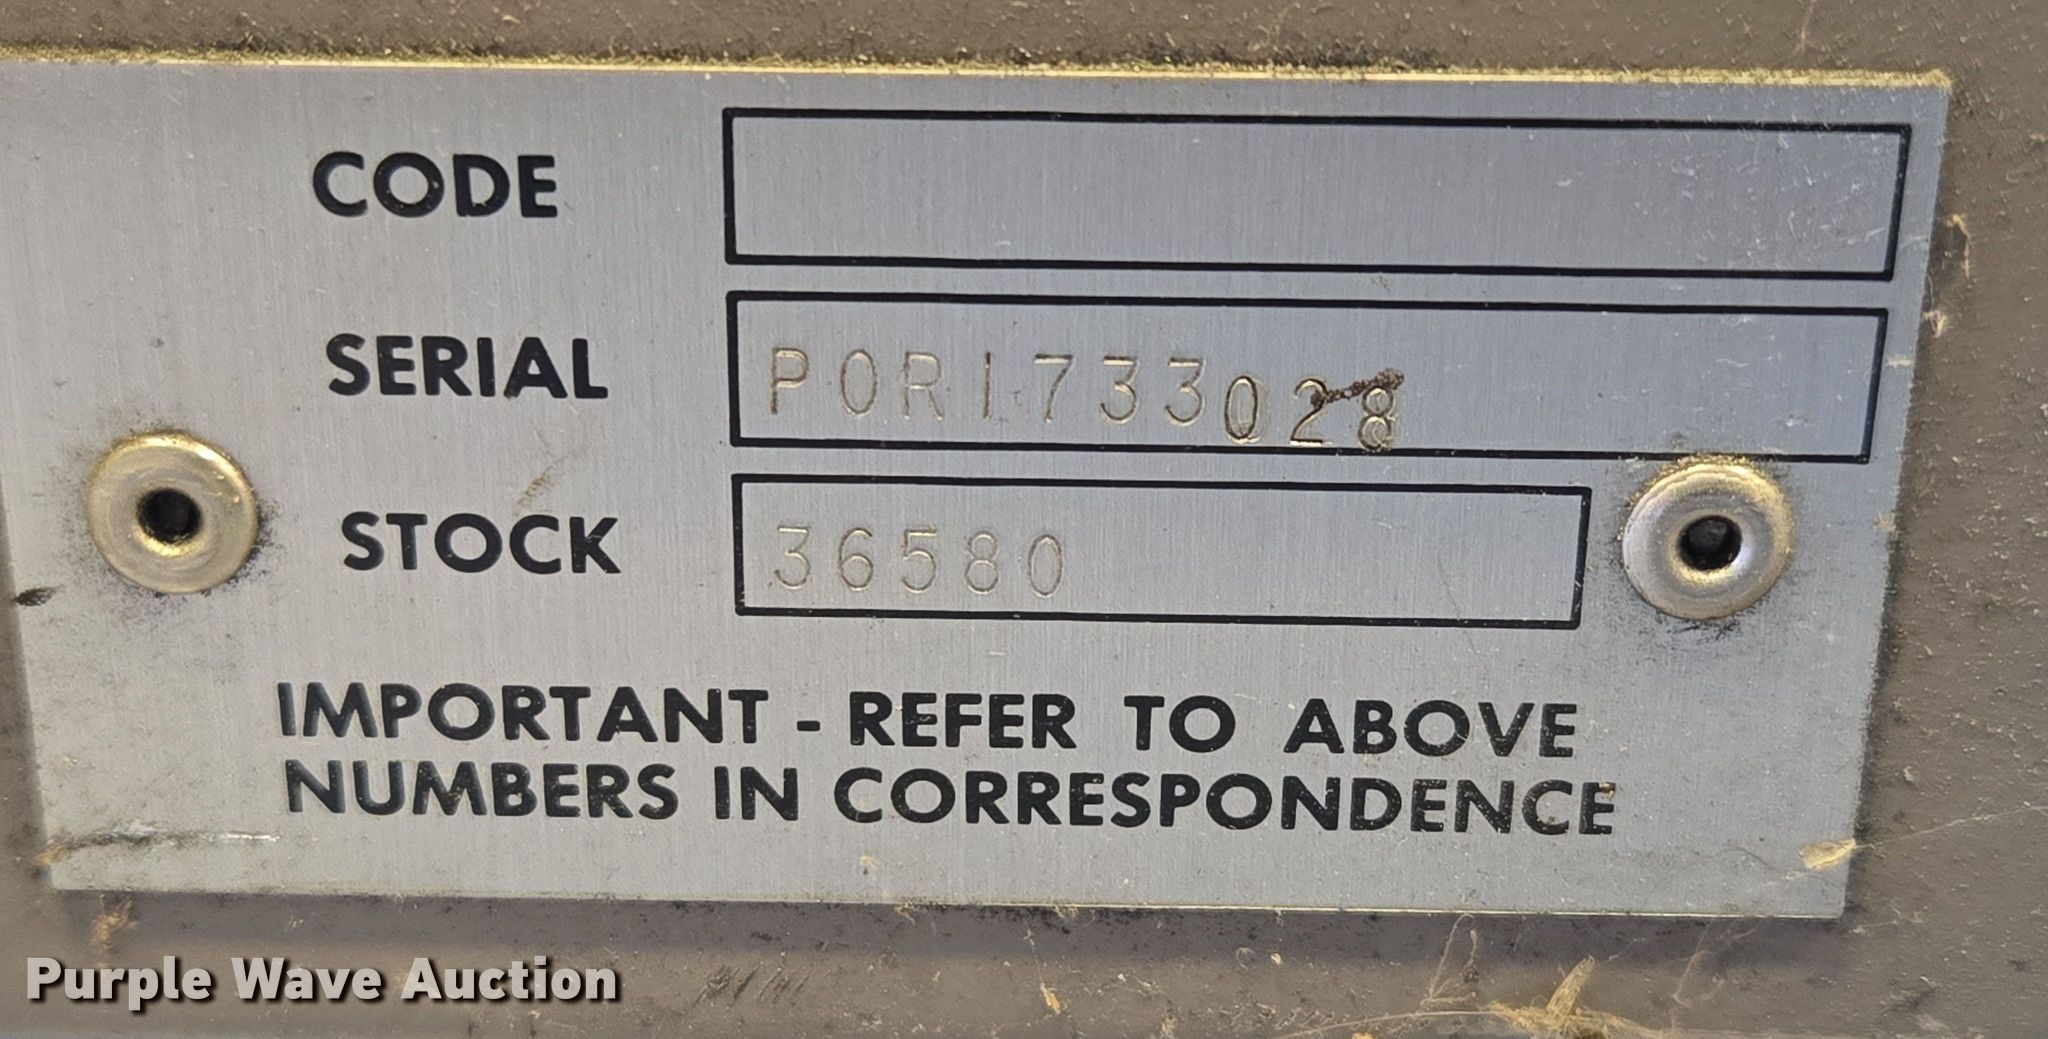 CODE
SERIAL P0R1733028
STOCK 36580
IMPORTANT - REFER TO ABOVE
NUMBERS IN CORRESPONDENCE
Purple Wave Auction